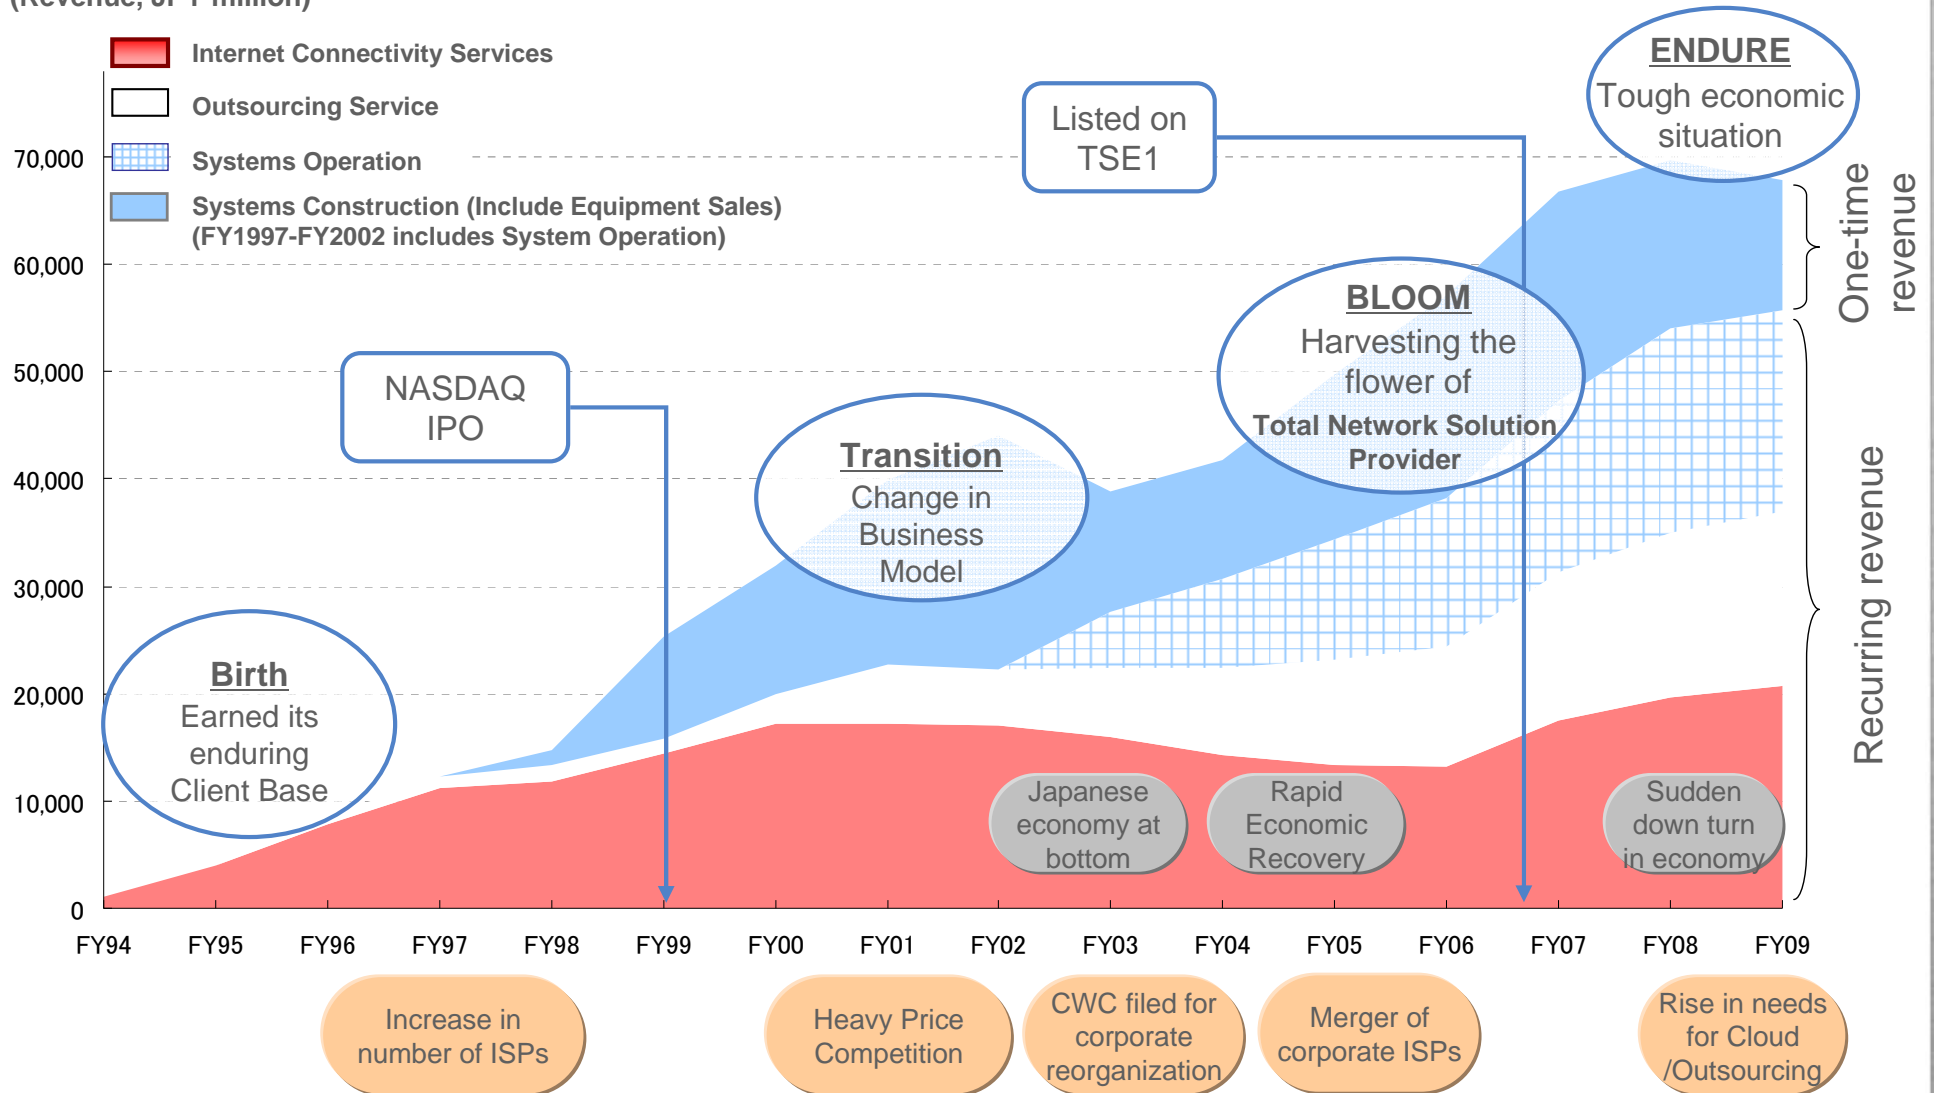 (Revenue, JPY million)
Internet Connectivity Services
Outsourcing Service
Systems Operation
Systems Construction (Include Equipment Sales)
(FY1997-FY2002 includes System Operation)
70,000
60,000
50,000
40,000
30,000
20,000
10,000
0
Birth
Earned its
enduring
Client Base
NASDAQ
IPO
Transition
Change in
Business
Model
Listed on
TSE1
BLOOM
Harvesting the
flower of
Total Network Solution
Provider
ENDURE
Tough economic
situation
One-time
revenue
Recurring revenue
Japanese
economy at
bottom
Rapid
Economic
Recovery
Sudden
down turn
in economy
FY94
FY95
FY96
FY97
FY98
FY99
FY00
FY01
FY02
FY03
FY04
FY05
FY06
FY07
FY08
FY09
Increase in
number of ISPs
Heavy Price
Competition
CWC filed for
corporate
reorganization
Merger of
corporate ISPs
Rise in needs
for Cloud
/Outsourcing